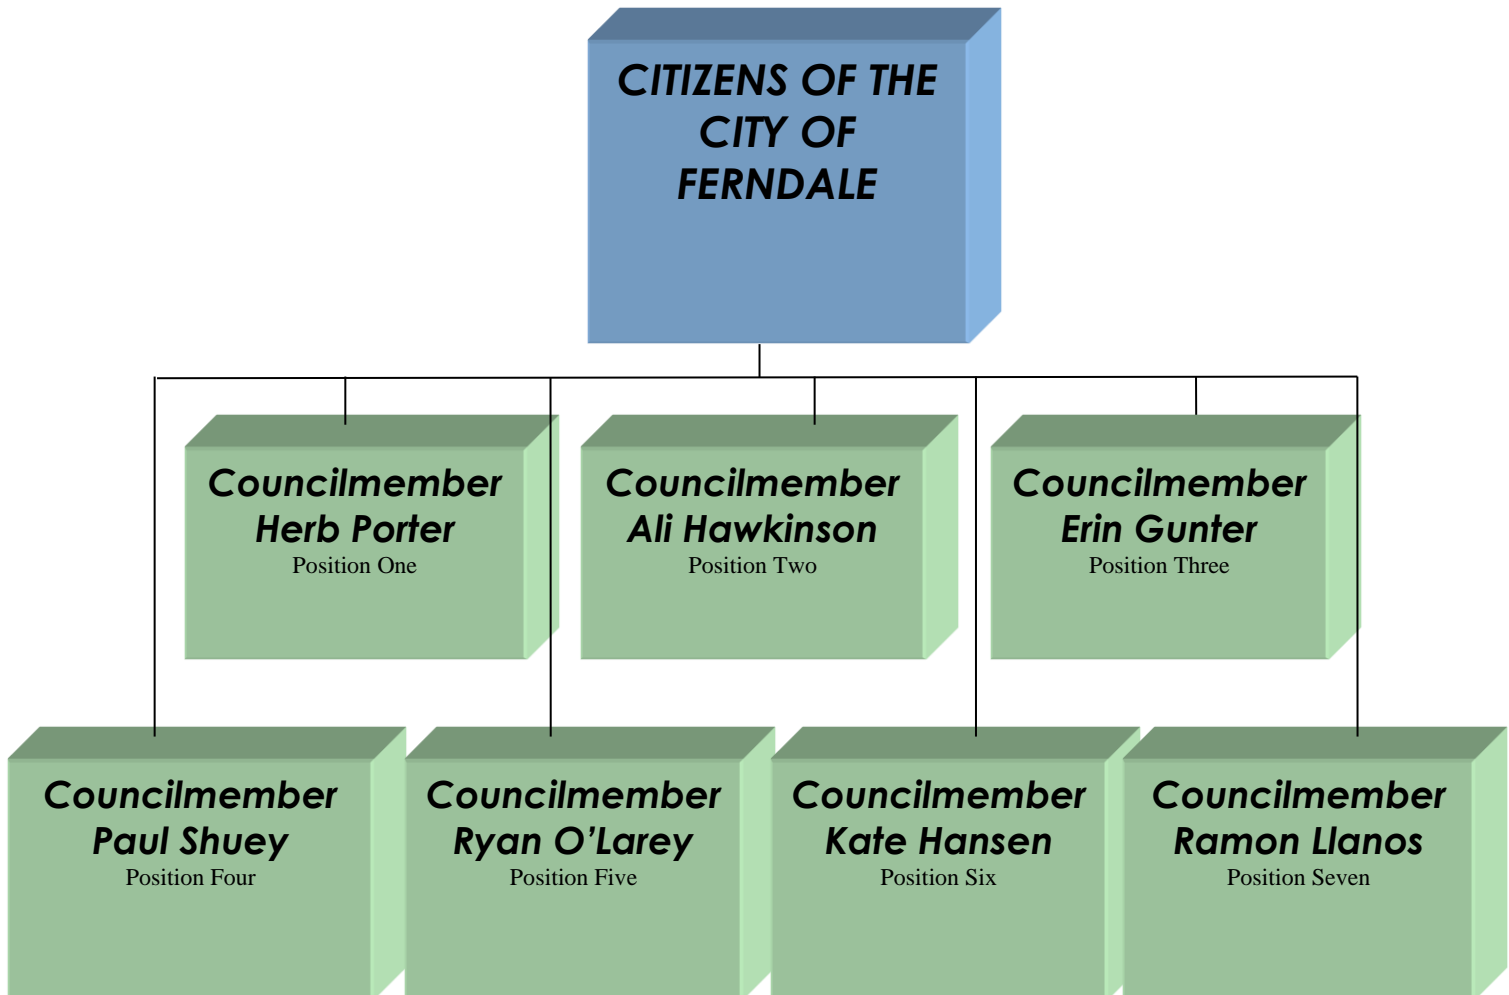 CITIZENS OF THE
CITY OF
FERNDALE
Councilmember
Herb Porter
Position One
Councilmember
Ali Hawkinson
Position Two
Councilmember
Erin Gunter
Position Three
Councilmember
Paul Shuey
Position Four
Councilmember
Ryan O’Larey
Position Five
Councilmember
Kate Hansen
Position Six
Councilmember
Ramon Llanos
Position Seven